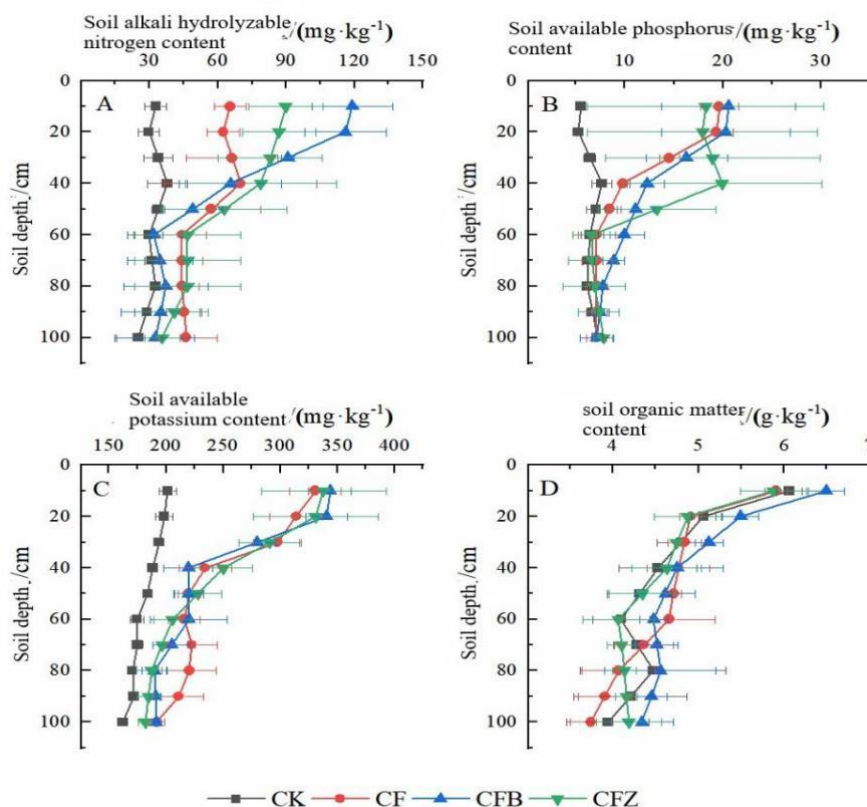 Soil alkali hydrolyzable
nitrogen content /(mg·kg⁻¹)
30 60 90 120 150
A
0
20
40
60
80
100
Soil depth /cm
Soil available phosphorus /(mg·kg⁻¹)
content
10 20 30
B
0
20
40
60
80
100
Soil depth /cm
Soil available
potassium content /(mg·kg⁻¹)
150 200 250 300 350 400
C
0
20
40
60
80
100
Soil depth /cm
soil organic matter /(g·kg⁻¹)
content
4 5 6 7
D
0
20
40
60
80
100
Soil depth /cm
CK CF CFB CFZ